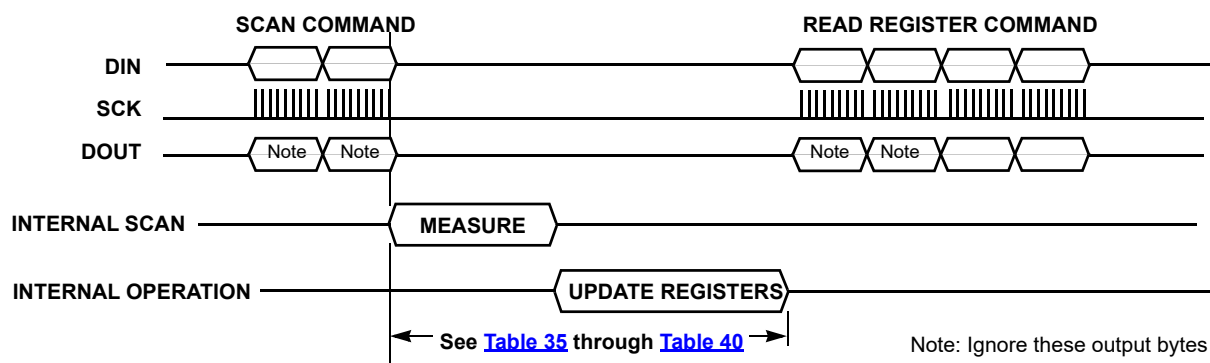 SCAN COMMAND
READ REGISTER COMMAND
DIN
SCK
DOUT
Note
Note
Note
Note
INTERNAL SCAN
MEASURE
INTERNAL OPERATION
UPDATE REGISTERS
See Table 35 through Table 40
Note: Ignore these output bytes